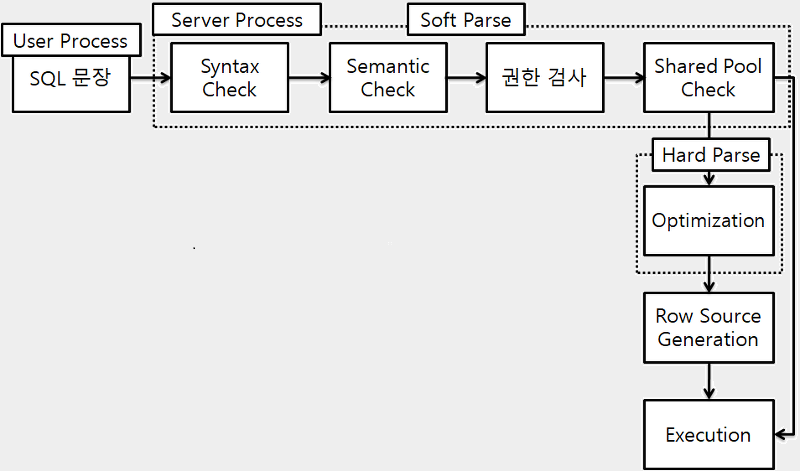 Server Process
Soft Parse
User Process
SQL 문장
Syntax
Check
Semantic
Check
권한 검사
Shared Pool
Check
Hard Parse
Optimization
Row Source
Generation
Execution